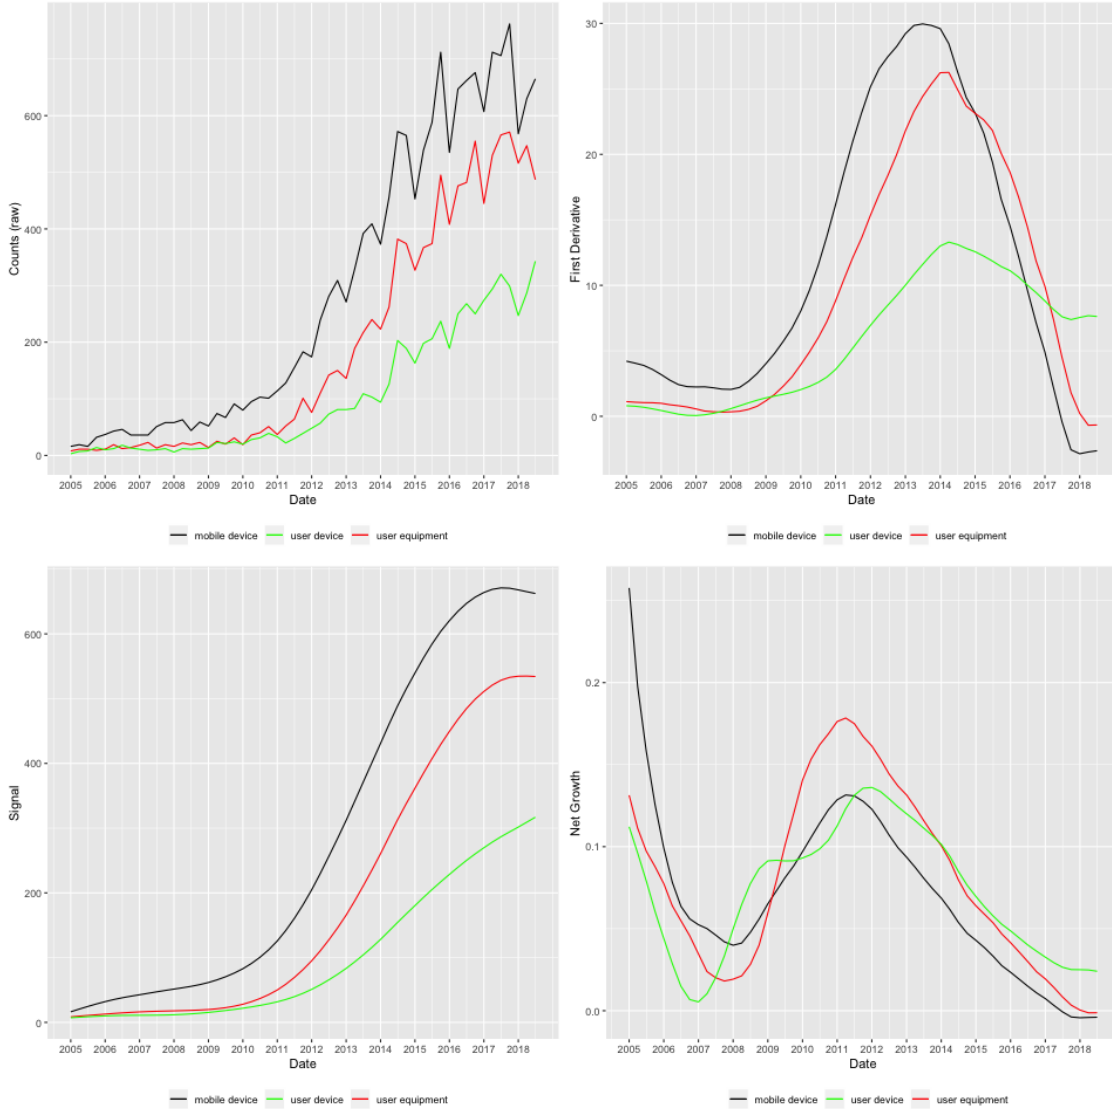 Counts (raw)
600
400
200
0
2005 2006 2007 2008 2009 2010 2011 2012 2013 2014 2015 2016 2017 2018
Date
mobile device user device user equipment
First Derivative
30
20
10
0
2005 2006 2007 2008 2009 2010 2011 2012 2013 2014 2015 2016 2017 2018
Date
mobile device user device user equipment
Signal
600
400
200
0
2005 2006 2007 2008 2009 2010 2011 2012 2013 2014 2015 2016 2017 2018
Date
mobile device user device user equipment
Net Growth
0.2
0.1
0.0
2005 2006 2007 2008 2009 2010 2011 2012 2013 2014 2015 2016 2017 2018
Date
mobile device user device user equipment